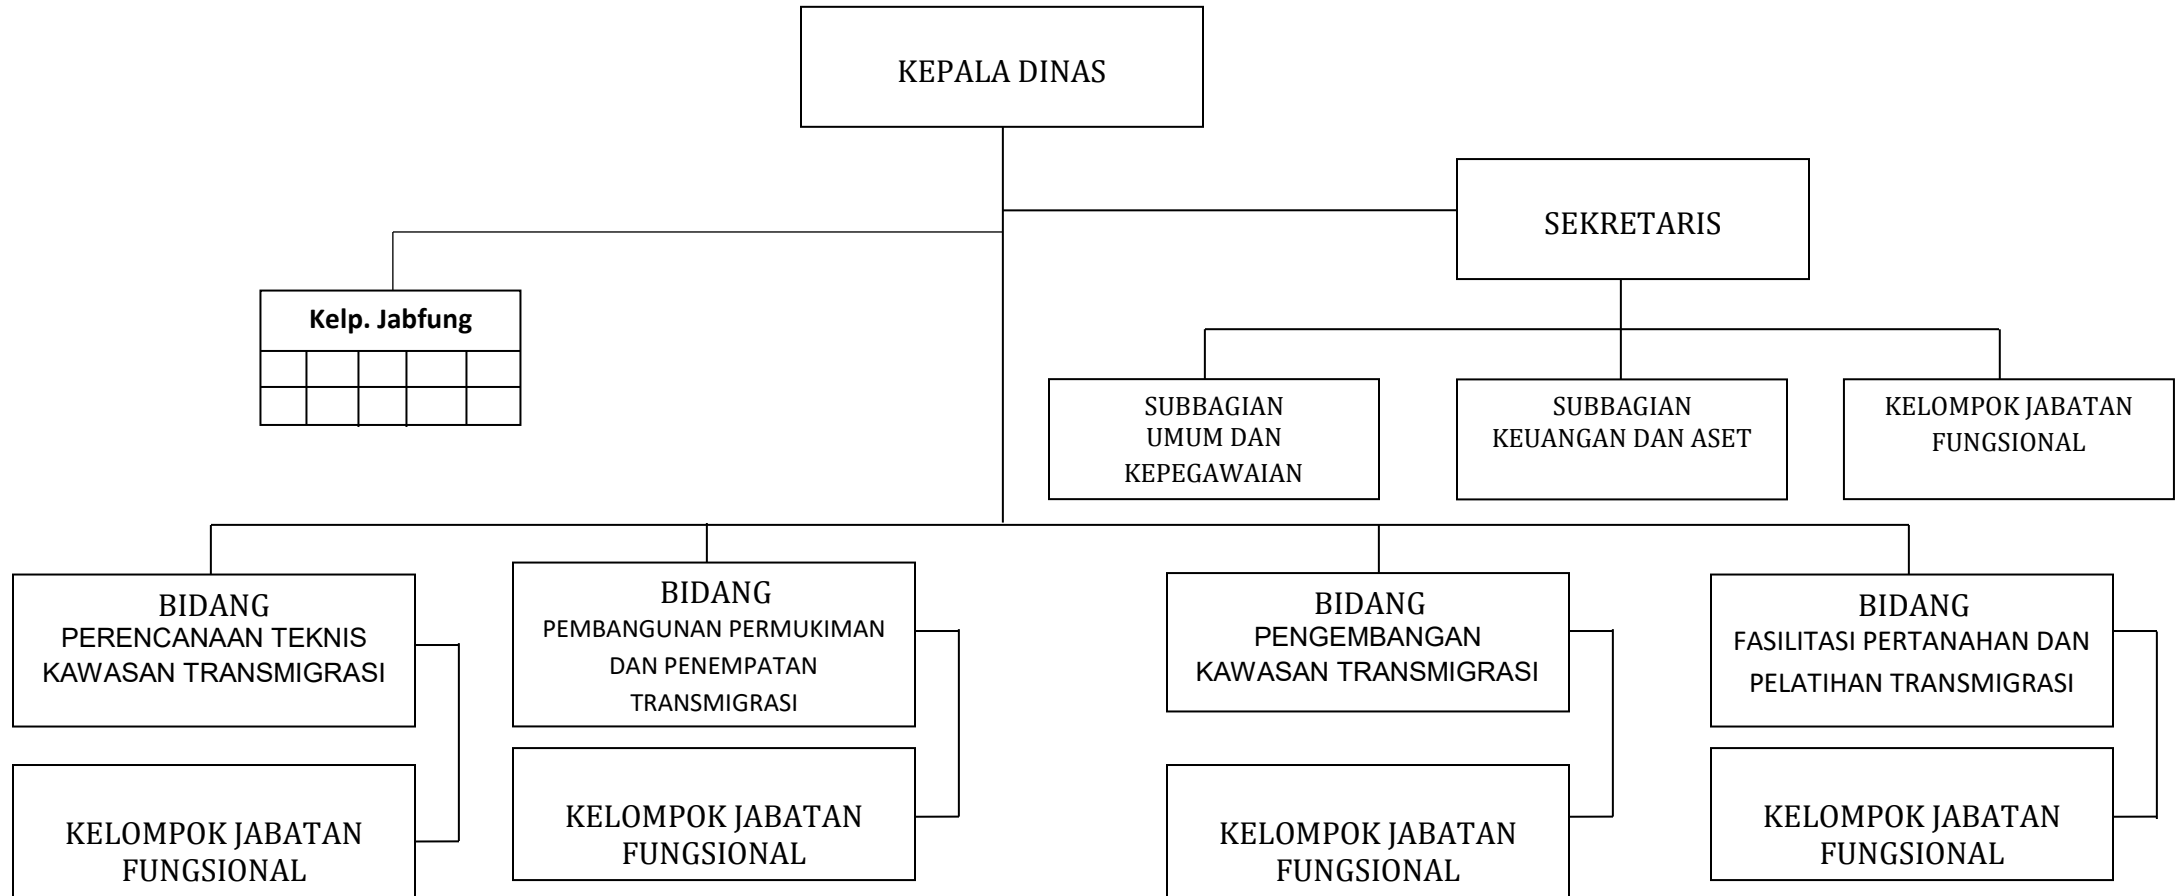 KEPALA DINAS
SEKRETARIS
Kelp. Jabfung
SUBBAGIAN
UMUM DAN
KEPEGAWAIAN
SUBBAGIAN
KEUANGAN DAN ASET
KELOMPOK JABATAN
FUNGSIONAL
BIDANG
PERENCANAAN TEKNIS
KAWASAN TRANSMIGRASI
BIDANG
PEMBANGUNAN PERMUKIMAN
DAN PENEMPATAN
TRANSMIGRASI
BIDANG
PENGEMBANGAN
KAWASAN TRANSMIGRASI
BIDANG
FASILITASI PERTANAHAN DAN
PELATIHAN TRANSMIGRASI
KELOMPOK JABATAN
FUNGSIONAL
KELOMPOK JABATAN
FUNGSIONAL
KELOMPOK JABATAN
FUNGSIONAL
KELOMPOK JABATAN
FUNGSIONAL